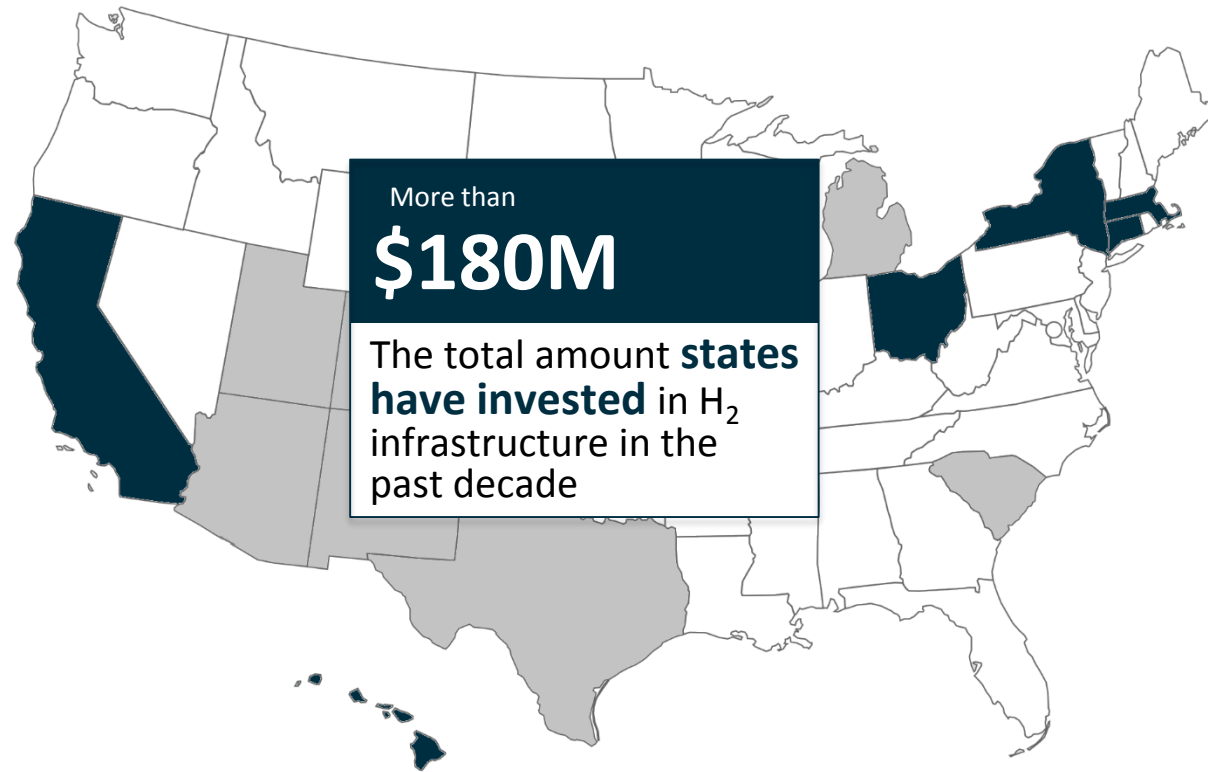 More than
$180M
The total amount states
have invested in H₂
infrastructure in the
past decade